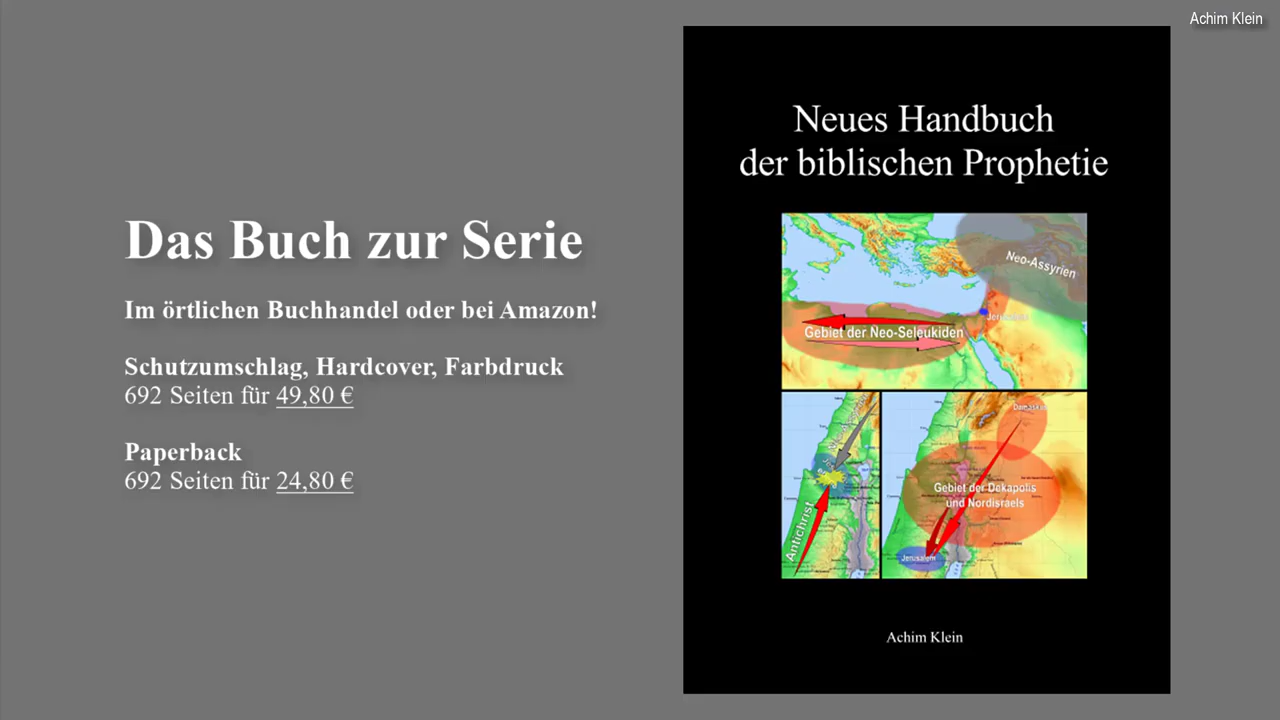 Achim Klein
Das Buch zur Serie
Im örtlichen Buchhandel oder bei Amazon!
Schutzumschlag, Hardcover, Farbdruck
692 Seiten für 49,80 €
Paperback
692 Seiten für 24,80 €
Neues Handbuch
der biblischen Prophetie
Neo-Assyrien
Jerusalem
Gebiet der Neo-Seleukiden
Antichrist
Damaskus
Gebiet der Dekapolis
und Nordisraels
Jerusalem
Achim Klein